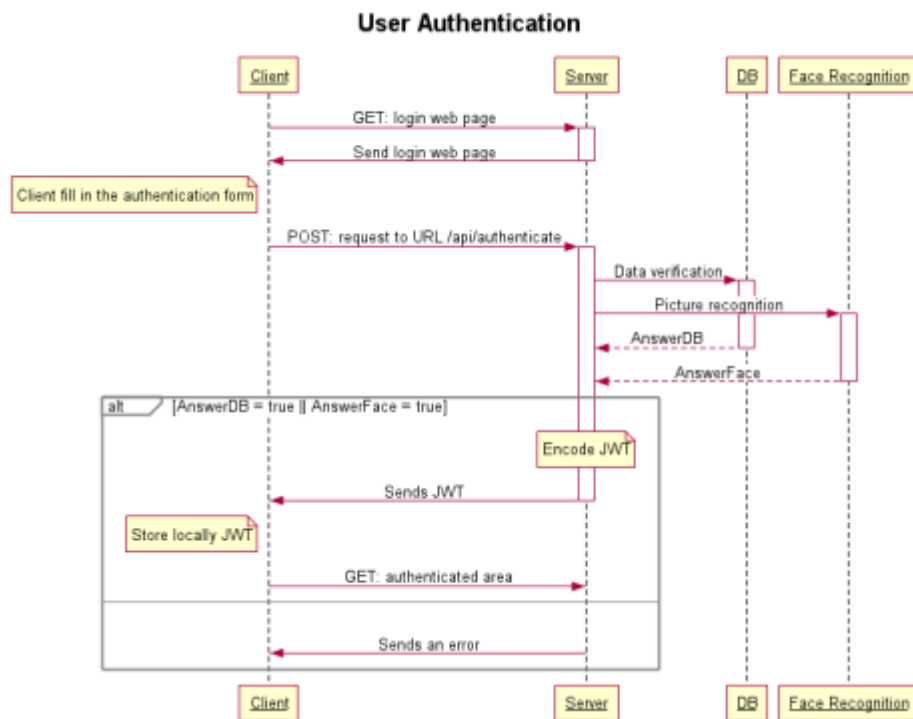 User Authentication
Client
Server
DB
Face Recognition
GET: login web page
Send login web page
Client fill in the authentication form
POST: request to URL /api/authenticate
Data verification
Picture recognition
AnswerDB
AnswerFace
alt
[AnswerDB = true || AnswerFace = true]
Encode JWT
Sends JWT
Store locally JWT
GET: authenticated area
Sends an error
Client
Server
DB
Face Recognition